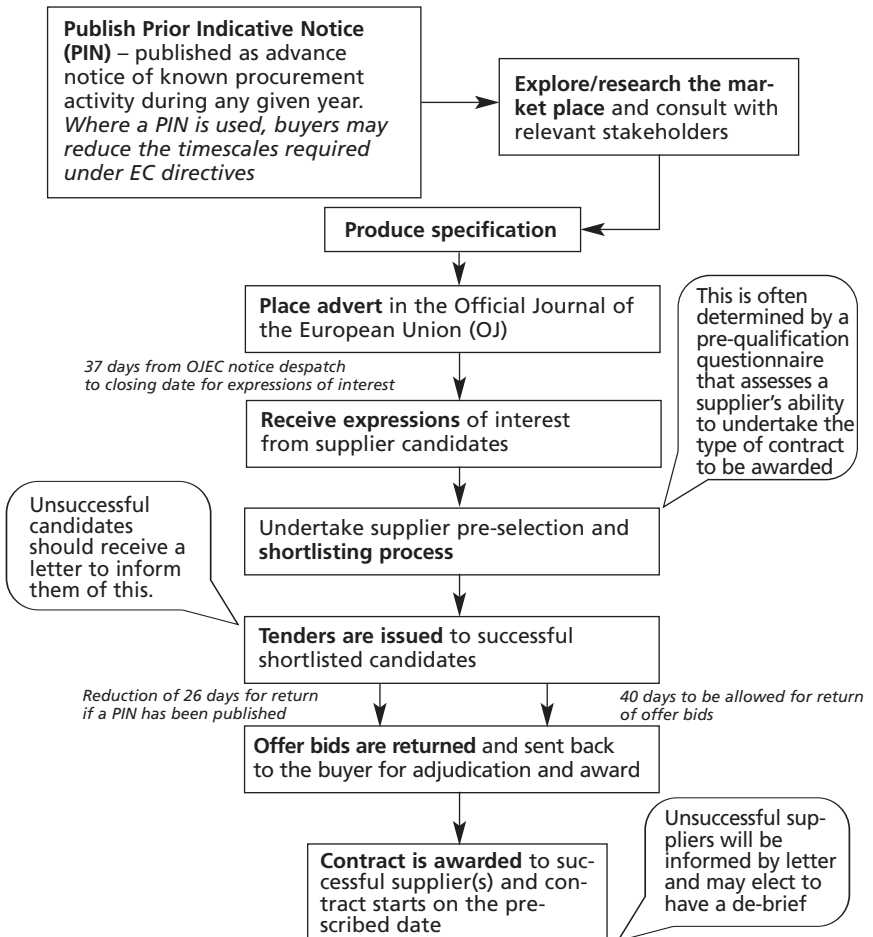 Publish Prior Indicative Notice
(PIN) – published as advance
notice of known procurement
activity during any given year.
Where a PIN is used, buyers may
reduce the timescales required
under EC directives
Explore/research the mar-
ket place and consult with
relevant stakeholders
Produce specification
Place advert in the Official Journal of
the European Union (OJ)
This is often
determined by a
pre-qualification
questionnaire
that assesses a
supplier’s ability
to undertake the
type of contract
to be awarded
37 days from OJEC notice despatch
to closing date for expressions of interest
Receive expressions of interest
from supplier candidates
Undertake supplier pre-selection and
shortlisting process
Unsuccessful
candidates
should receive a
letter to inform
them of this.
Tenders are issued to successful
shortlisted candidates
Reduction of 26 days for return
if a PIN has been published
40 days to be allowed for return
of offer bids
Offer bids are returned and sent back
to the buyer for adjudication and award
Contract is awarded to suc-
cessful supplier(s) and con-
tract starts on the pre-
scribed date
Unsuccessful sup-
pliers will be
informed by letter
and may elect to
have a de-brief